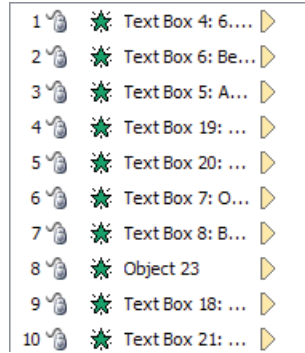 1 Text Box 4: 6....
2 Text Box 6: Be...
3 Text Box 5: A...
4 Text Box 19: ...
5 Text Box 20: ...
6 Text Box 7: O...
7 Text Box 8: B...
8 Object 23
9 Text Box 18: ...
10 Text Box 21: ...